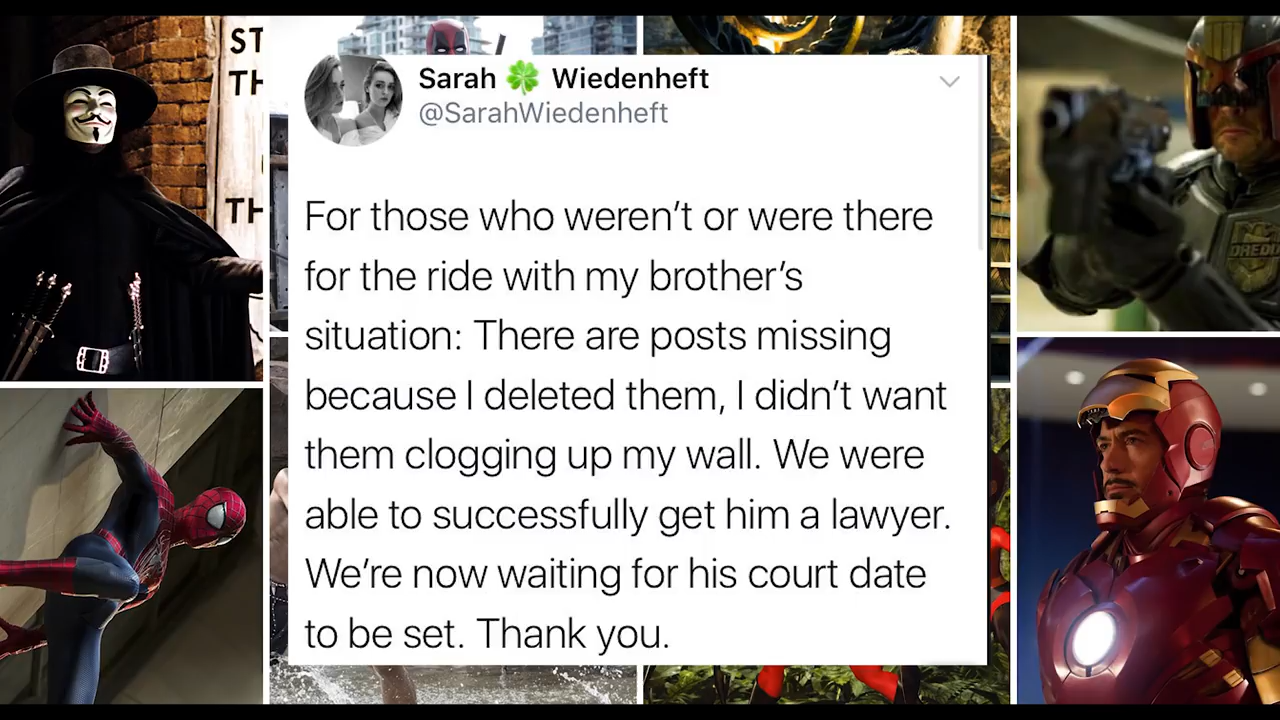 ST
TH
TH
Sarah 🍀 Wiedenheft
@SarahWiedenheft
For those who weren’t or were there
for the ride with my brother’s
situation: There are posts missing
because I deleted them, I didn’t want
them clogging up my wall. We were
able to successfully get him a lawyer.
We’re now waiting for his court date
to be set. Thank you.